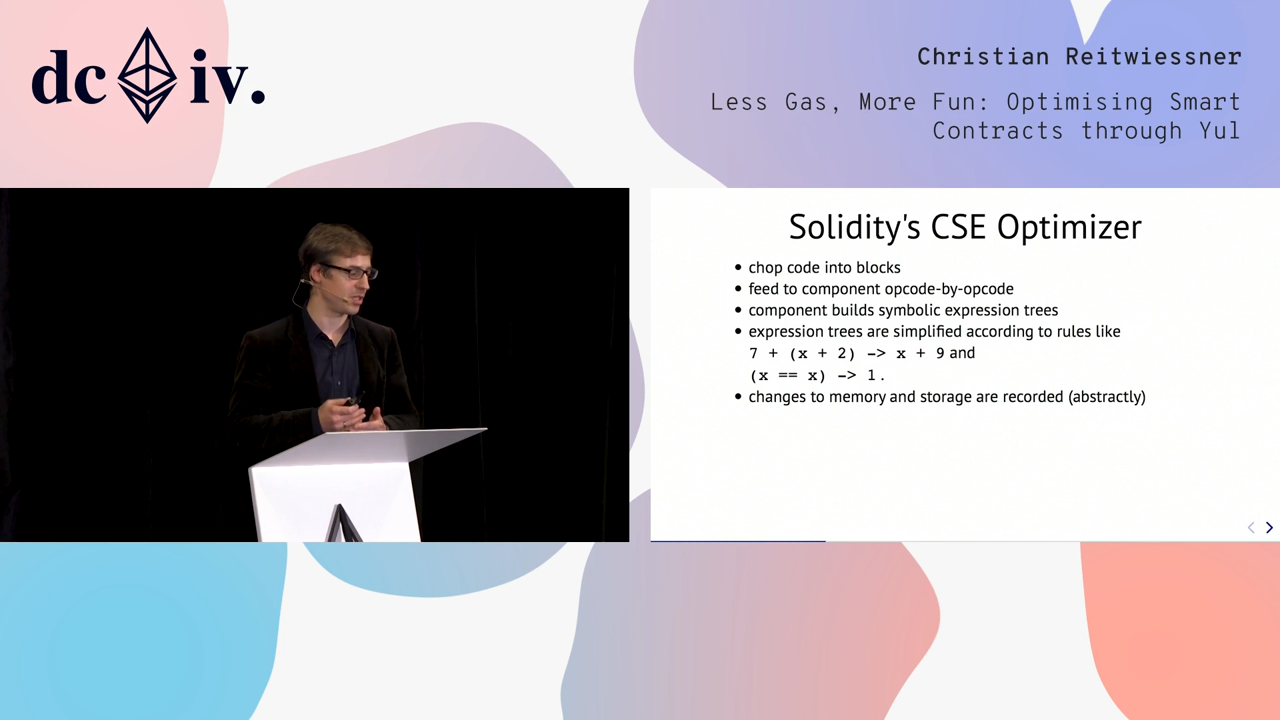 dc iv.
Christian Reitwiessner
Less Gas, More Fun: Optimising Smart
Contracts through Yul
Solidity's CSE Optimizer
• chop code into blocks
• feed to component opcode-by-opcode
• component builds symbolic expression trees
• expression trees are simplified according to rules like
7 + (x + 2) -> x + 9 and
(x == x) -> 1.
• changes to memory and storage are recorded (abstractly)